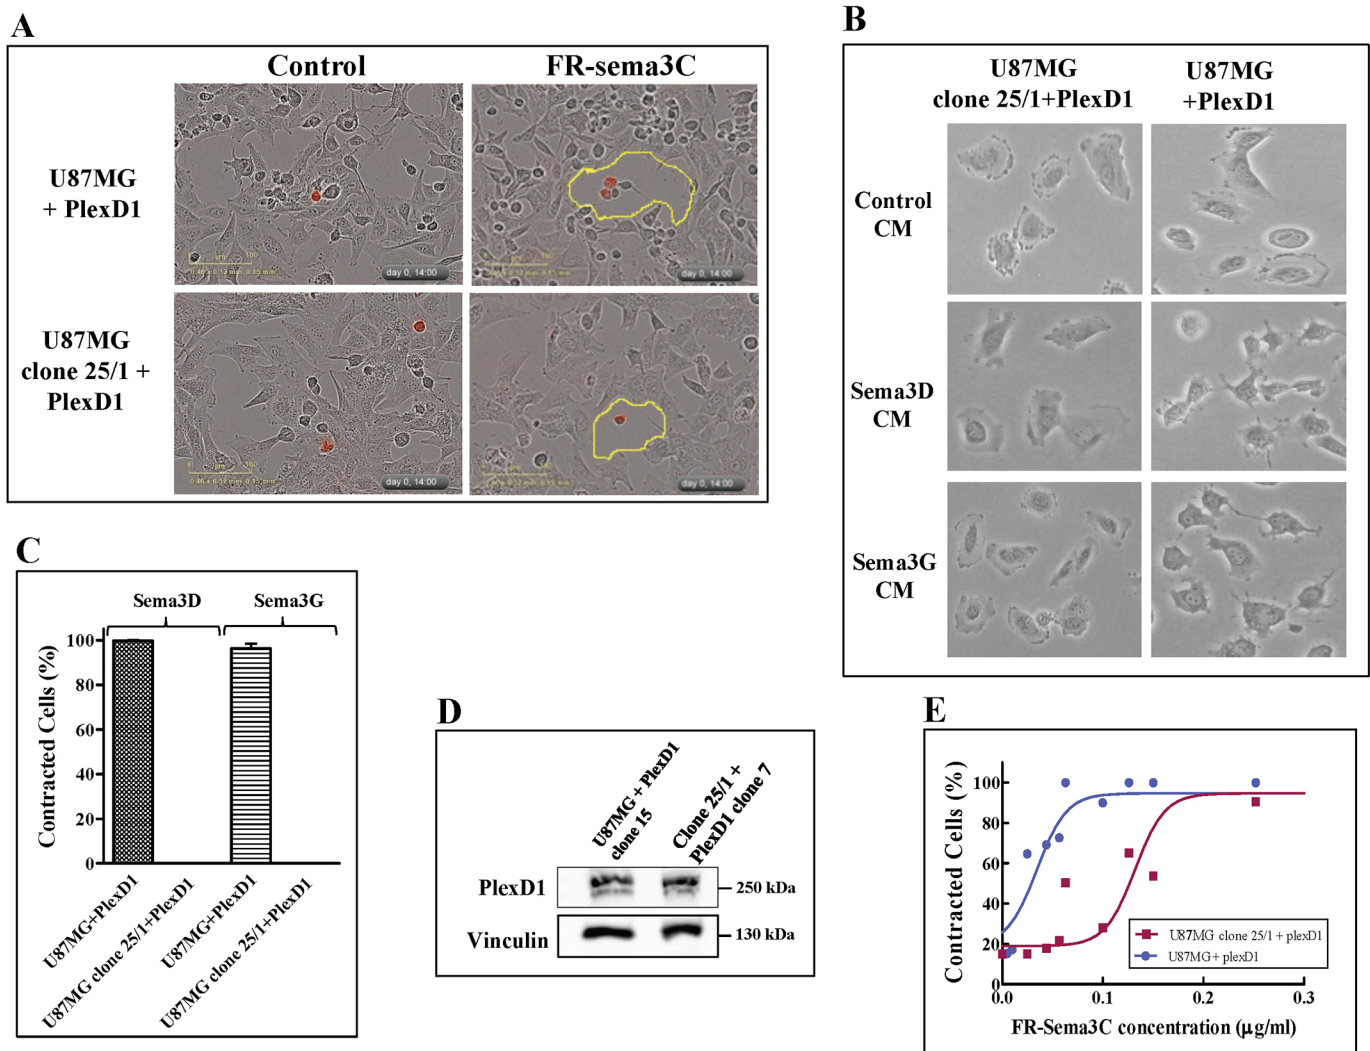 A
Control
FR-sema3C
U87MG
+ PlexD1
100
day 0, 14:00
day 0, 14:00
U87MG
clone 25/1 +
PlexD1
0
µm
100
day 0, 14:00
day 0, 14:00
B
U87MG
clone 25/1+PlexD1
U87MG
+PlexD1
Control
CM
Sema3D
CM
Sema3G
CM
C
Sema3D
Sema3G
Contracted Cells (%)
100
80
60
40
20
0
U87MG+PlexD1
U87MG clone 25/1+PlexD1
U87MG+PlexD1
U87MG clone 25/1+PlexD1
D
U87MG + PlexD1
clone 15
Clone 25/1 +
PlexD1 clone 7
PlexD1
250 kDa
Vinculin
130 kDa
E
Contracted Cells (%)
100
80
60
40
20
0
U87MG clone 25/1 + plexD1
U87MG+ plexD1
0.0
0.1
0.2
0.3
FR-Sema3C concentration (µg/ml)